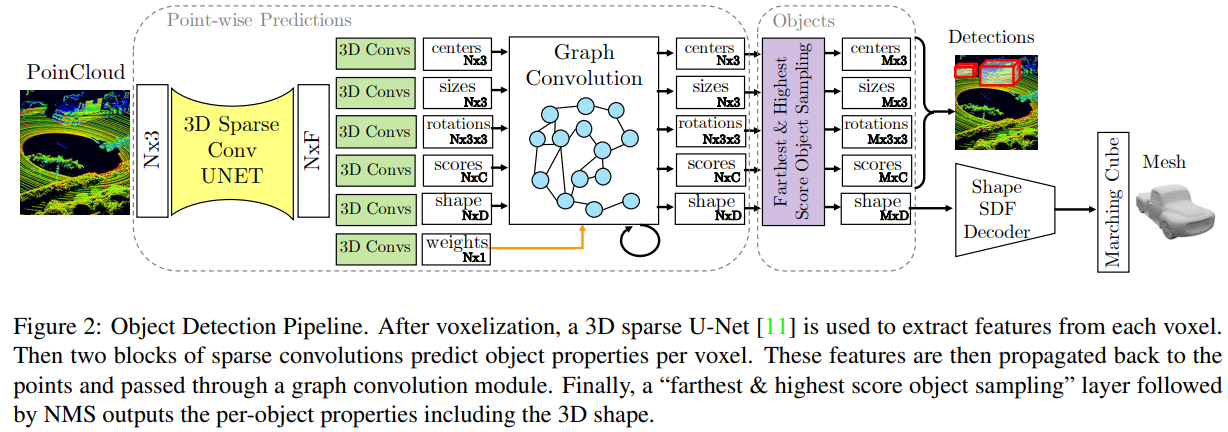 Point-wise Predictions
Objects
PoinCloud
Nx3
3D Sparse
Conv
UNET
NxF
3D Convs
3D Convs
3D Convs
3D Convs
3D Convs
3D Convs
centers
Nx3
sizes
Nx3
rotations
Nx3x3
scores
NxC
shape
NxD
weights
Nx1
Graph
Convolution
centers
Nx3
sizes
Nx3
rotations
Nx3x3
scores
NxC
shape
NxD
Farthest & Highest
Score Object Sampling
centers
Mx3
sizes
Mx3
rotations
Mx3x3
scores
MxC
shape
MxD
Detections
Shape
SDF
Decoder
Marching Cube
Mesh
Figure 2: Object Detection Pipeline. After voxelization, a 3D sparse U-Net [11] is used to extract features from each voxel.
Then two blocks of sparse convolutions predict object properties per voxel. These features are then propagated back to the
points and passed through a graph convolution module. Finally, a “farthest & highest score object sampling” layer followed
by NMS outputs the per-object properties including the 3D shape.